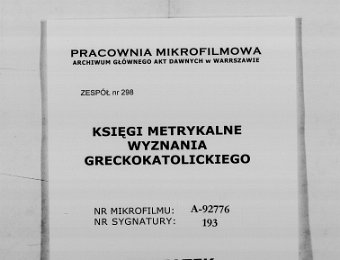 PRACOWNIA MIKROFILMOWA
ARCHIWUM GŁÓWNEGO AKT DAWNYCH w WARRSZAWIE
ZESPÓŁ nr 298
KSIĘGI METRYKALNE
WYZNANIA
GRECKOKATOLICKIEGO
NR MIKROFILMU: A-92776
NR SYGNATURY: 193